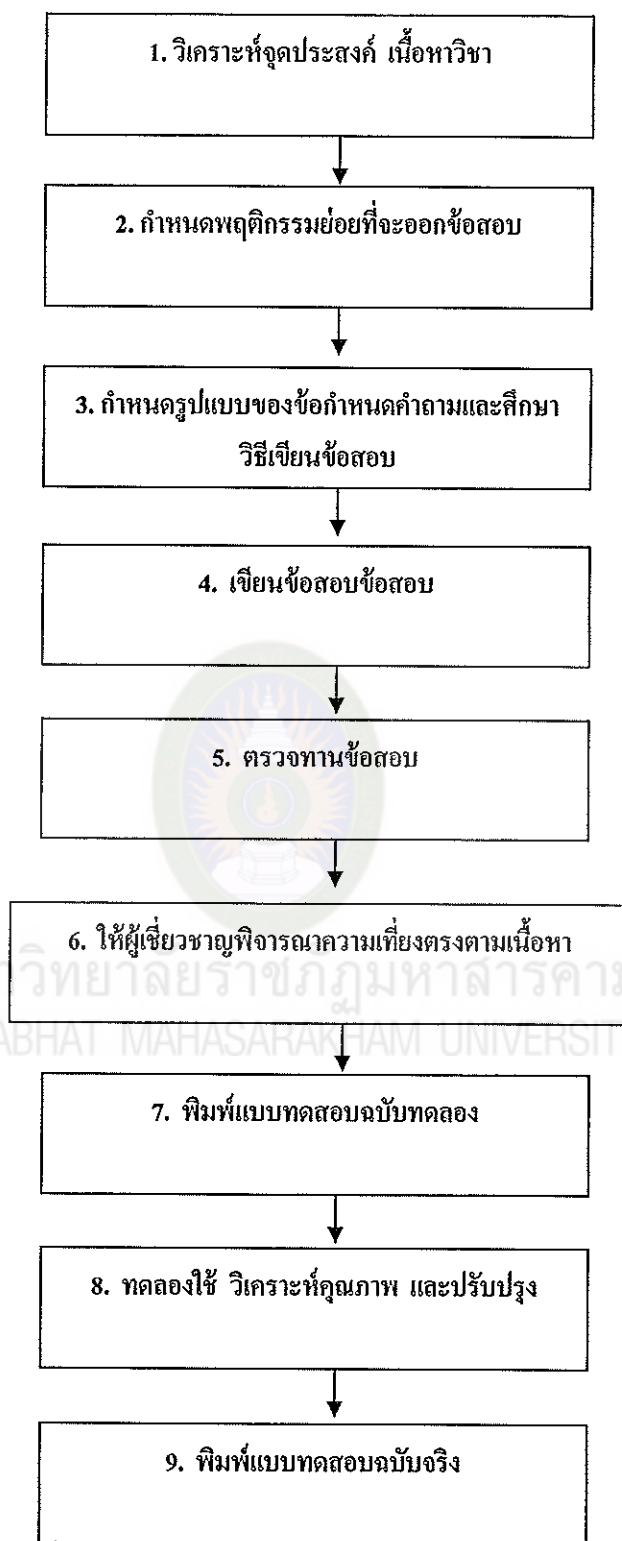 1. วิเคราะห์จุดประสงค์ เนื้อหาวิชา
2. กำหนดพฤติกรรมย่อยที่จะออกข้อสอบ
3. กำหนดรูปแบบของข้อกำหนดคำถามและศึกษา
วิธีเขียนข้อสอบ
4. เขียนข้อสอบข้อสอบ
5. ตรวจทานข้อสอบ
6. ให้ผู้เชี่ยวชาญพิจารณาความเที่ยงตรงตามเนื้อหา
วิทยาลัยราชภัฏมหาสารคาม
ABHAT MAHASARAKHAM UNIVERSIT
7. พิมพ์แบบทดสอบฉบับทดลอง
8. ทดลองใช้ วิเคราะห์คุณภาพ และปรับปรุง
9. พิมพ์แบบทดสอบฉบับจริง